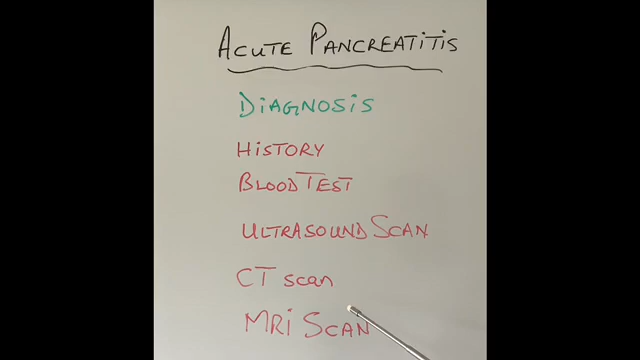 ACUTE PANCREATITIS
DIAGNOSIS
HISTORY
BLOOD TEST
ULTRASOUND SCAN
CT scan
MRI SCAN